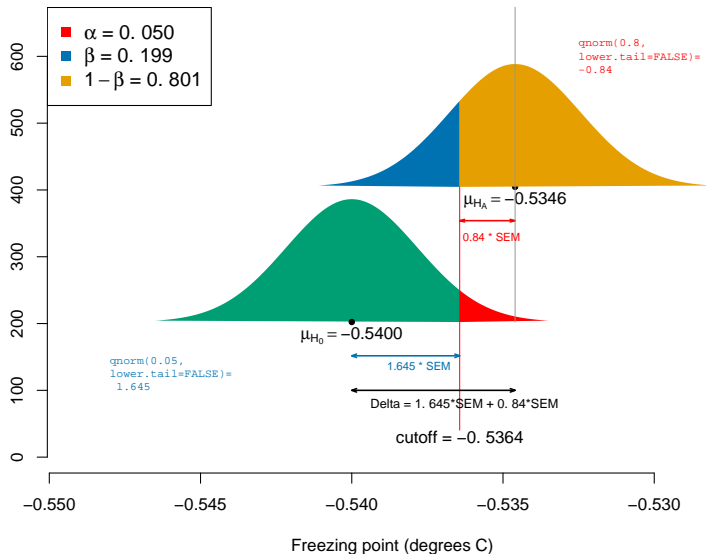 α = 0. 050
β = 0. 199
1−β = 0. 801
qnorm(0.8,
lower.tail=FALSE)=
−0.84
600
500
400
300
200
100
0
μHA = −0.5346
0.84 * SEM
μH0 = −0.5400
qnorm(0.05,
lower.tail=FALSE)=
1.645
1.645 * SEM
Delta = 1. 645*SEM + 0. 84*SEM
cutoff = −0. 5364
−0.550 −0.545 −0.540 −0.535 −0.530
Freezing point (degrees C)